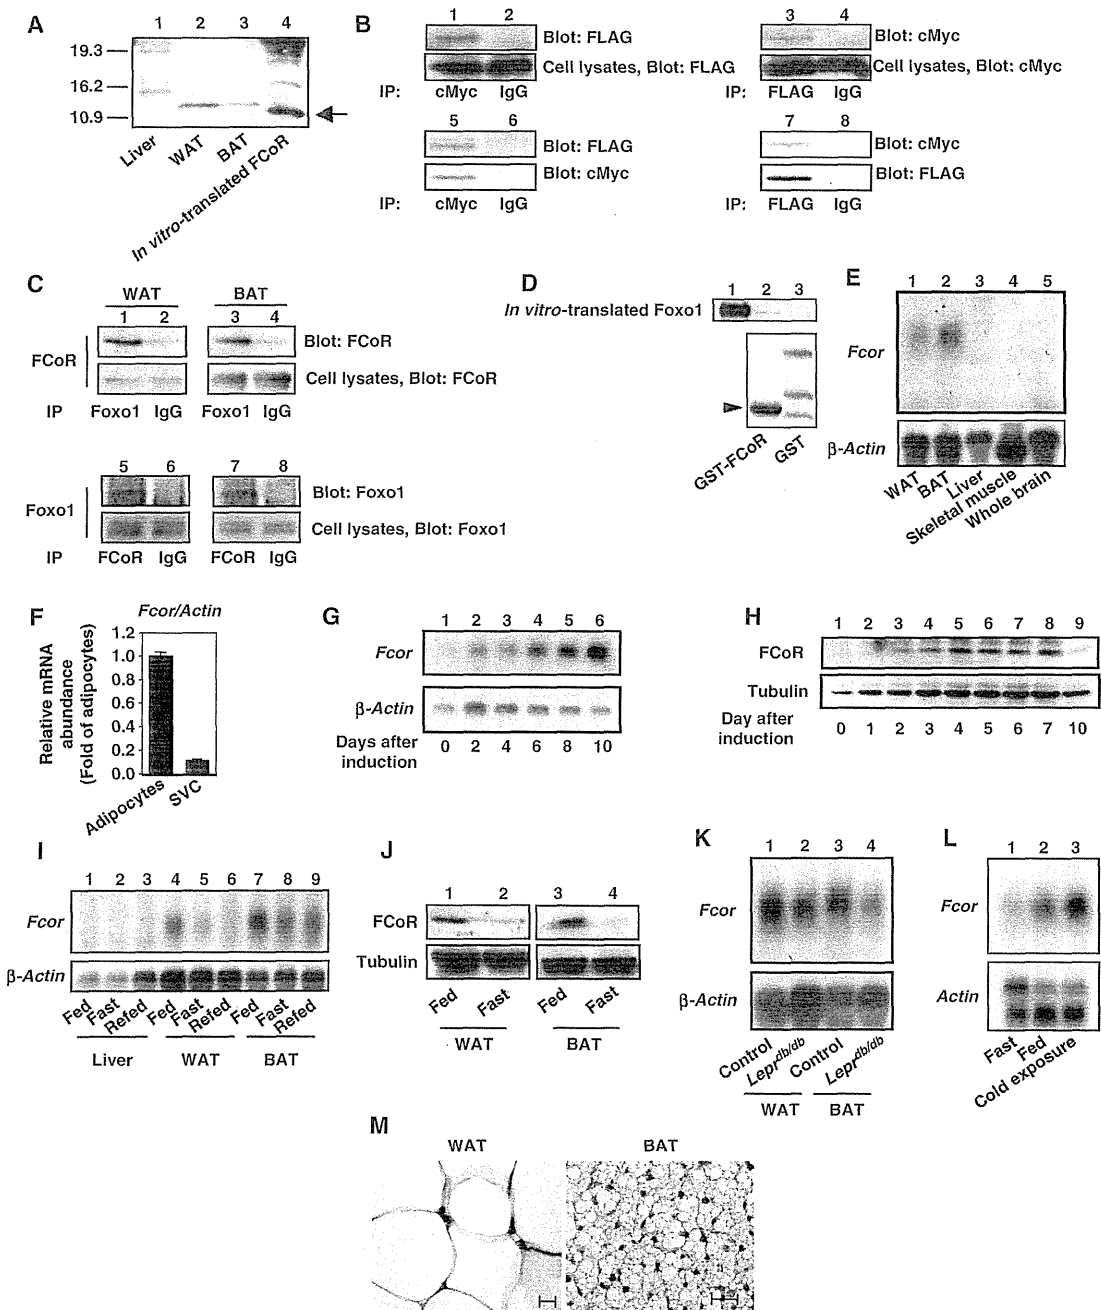 A
1 2 3 4
19.3
16.2
10.9
Liver
WAT
BAT
In vitro-translated FCoR
B
1 2
Blot: FLAG
Cell lysates, Blot: FLAG
IP: cMyc IgG
3 4
Blot: cMyc
Cell lysates, Blot: cMyc
IP: FLAG IgG
5 6
Blot: FLAG
Blot: cMyc
IP: cMyc IgG
7 8
Blot: cMyc
Blot: FLAG
IP: FLAG IgG
C
WAT BAT
1 2 3 4
FCoR
Blot: FCoR
Cell lysates, Blot: FCoR
IP Foxo1 IgG Foxo1 IgG
5 6 7 8
Foxo1
Blot: Foxo1
Cell lysates, Blot: Foxo1
IP FCoR IgG FCoR IgG
D
1 2 3
In vitro-translated Foxo1
GST-FCoR
GST
E
1 2 3 4 5
Fcor
β-Actin
WAT
BAT
Liver
Skeletal muscle
Whole brain
F
Fcor/Actin
Relative mRNA
abundance
(Fold of adipocytes)
1.2
1.0
0.8
0.6
0.4
0.2
0.0
Adipocytes
SVC
G
1 2 3 4 5 6
Fcor
β-Actin
Days after
induction
0 2 4 6 8 10
H
1 2 3 4 5 6 7 8 9
FCoR
Tubulin
Day after
induction
0 1 2 3 4 5 6 7 10
I
1 2 3 4 5 6 7 8 9
Fcor
β-Actin
Fed Fast Refed Fed Fast Refed Fed Fast Refed
Liver WAT BAT
J
1 2 3 4
FCoR
Tubulin
Fed Fast Fed Fast
WAT BAT
K
1 2 3 4
Fcor
β-Actin
Control Lepr db/db Control Lepr db/db
WAT BAT
L
1 2 3
Fcor
Actin
Fast
Fed
Cold exposure
M
WAT BAT